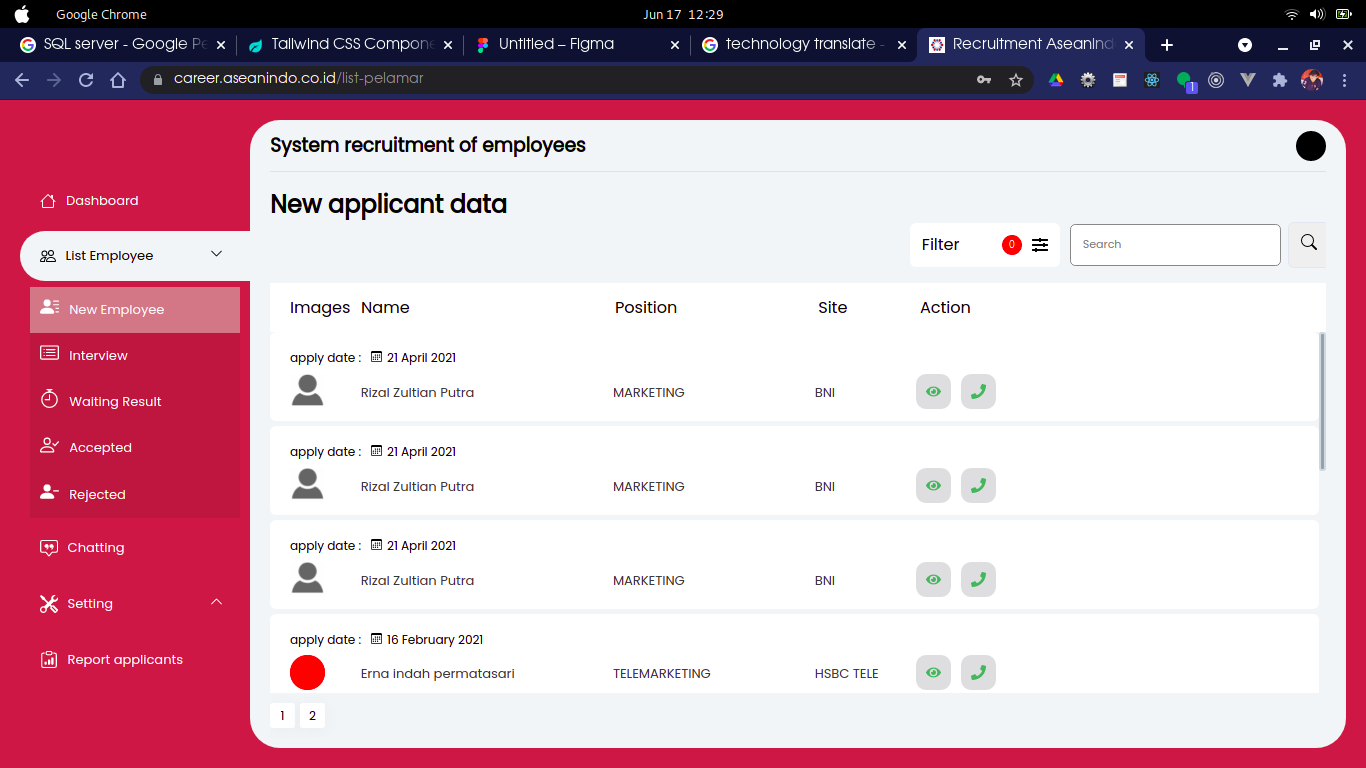 Google Chrome
Jun 17 12:29
SQL server - Google Pe
Tailwind CSS Compone
Untitled – Figma
technology translate -
Recruitment AseanInd
career.aseanindo.co.id/list-pelamar
1
System recruitment of employees
Dashboard
List Employee
New Employee
Interview
Waiting Result
Accepted
Rejected
Chatting
Setting
Report applicants
New applicant data
Filter 0 Search
Images Name Position Site Action
apply date : 21 April 2021
Rizal Zultian Putra MARKETING BNI
apply date : 21 April 2021
Rizal Zultian Putra MARKETING BNI
apply date : 21 April 2021
Rizal Zultian Putra MARKETING BNI
apply date : 16 February 2021
Erna indah permatasari TELEMARKETING HSBC TELE
1 2